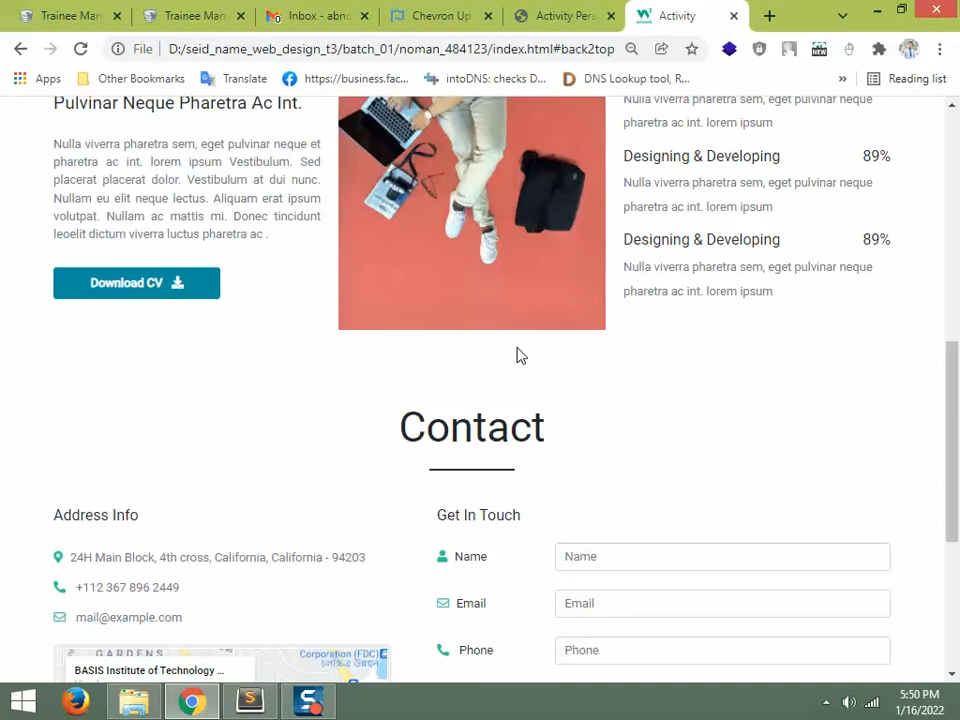 Trainee Man
Trainee Man
Inbox - abno
Chevron Up
Activity Pers
Activity
File
D:/seid_name_web_design_t3/batch_01/noman_484123/index.html#back2top
Apps
Other Bookmarks
Translate
https://business.fac...
intoDNS: checks D...
DNS Lookup tool, R...
»
Reading list
Pulvinar Neque Pharetra Ac Int.
Nulla viverra pharetra sem, eget pulvinar neque et
pharetra ac int. lorem ipsum Vestibulum. Sed
placerat placerat dolor. Vestibulum at dui nunc.
Nullam eu elit neque lectus. Aliquam erat ipsum
volutpat. Nullam ac mattis mi. Donec tincidunt
leoelit dictum viverra luctus pharetra ac .
Download CV
Nulla viverra pharetra sem, eget pulvinar neque
pharetra ac int. lorem ipsum
Designing & Developing 89%
Nulla viverra pharetra sem, eget pulvinar neque
pharetra ac int. lorem ipsum
Designing & Developing 89%
Nulla viverra pharetra sem, eget pulvinar neque
pharetra ac int. lorem ipsum
Contact
Address Info
24H Main Block, 4th cross, California, California - 94203
+112 367 896 2449
mail@example.com
GARDENS
Corporation (FDC)
BASIS Institute of Technology ...
Get In Touch
Name
Name
Email
Email
Phone
Phone
5:50 PM
1/16/2022